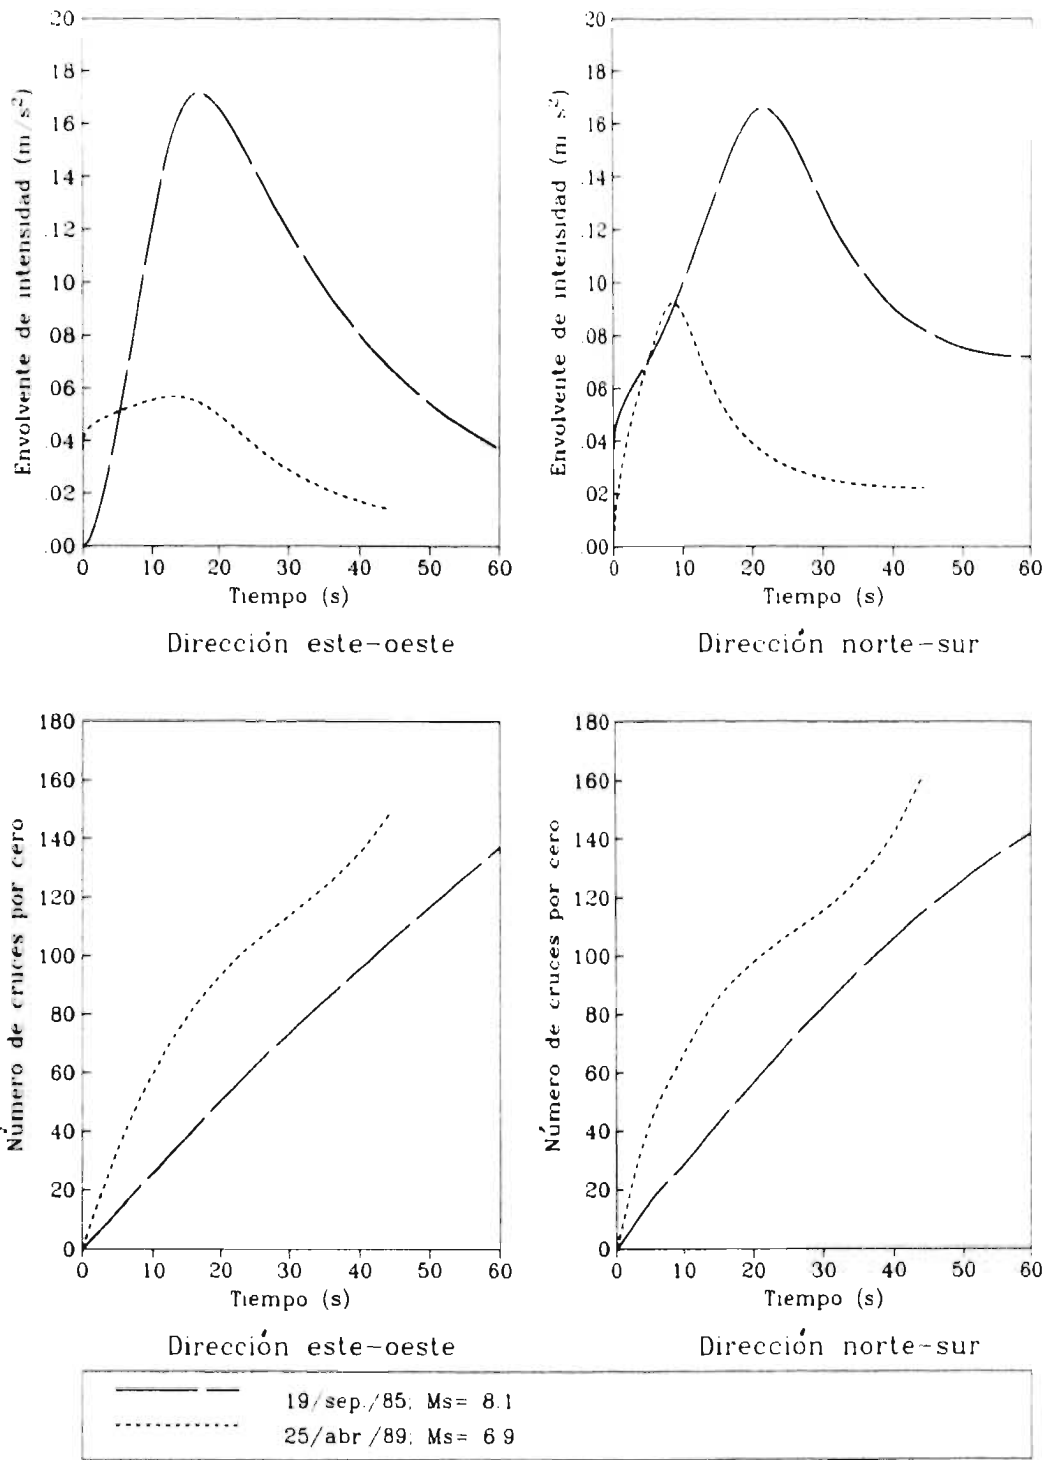 .20
.18
.16
.14
.12
.10
.08
.06
.04
.02
.00
Envolvente de intensidad (m/s²)
0 10 20 30 40 50 60
Tiempo (s)
Dirección este-oeste
.20
.18
.16
.14
.12
.10
.08
.06
.04
.02
.00
Envolvente de intensidad (m s²)
0 10 20 30 40 50 60
Tiempo (s)
Dirección norte-sur
180
160
140
120
100
80
60
40
20
0
Número de cruces por cero
0 10 20 30 40 50 60
Tiempo (s)
Dirección este-oeste
180
160
140
120
100
80
60
40
20
0
Número de cruces por cero
0 10 20 30 40 50 60
Tiempo (s)
Dirección norte-sur
19/sep./85; Ms= 8.1
25/abr/89; Ms= 6 9